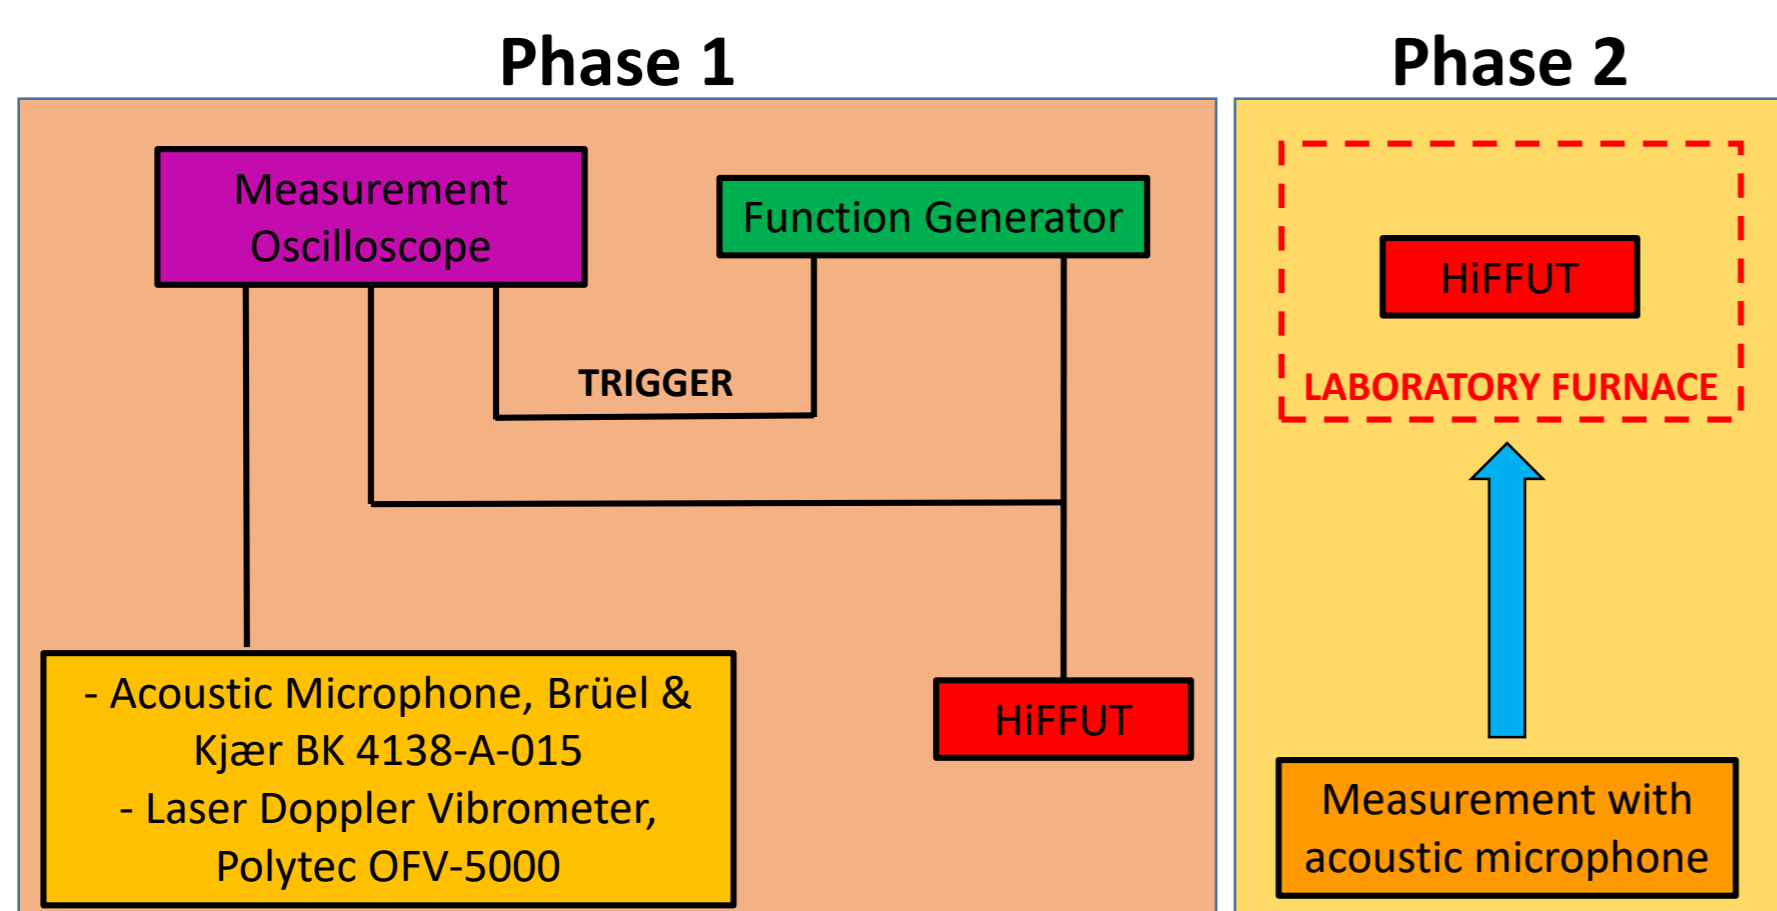 Phase 1
Measurement
Oscilloscope
Function Generator
TRIGGER
- Acoustic Microphone, Brüel &
Kjær BK 4138-A-015
- Laser Doppler Vibrometer,
Polytec OFV-5000
HiFFUT
Phase 2
HiFFUT
LABORATORY FURNACE
Measurement with
acoustic microphone